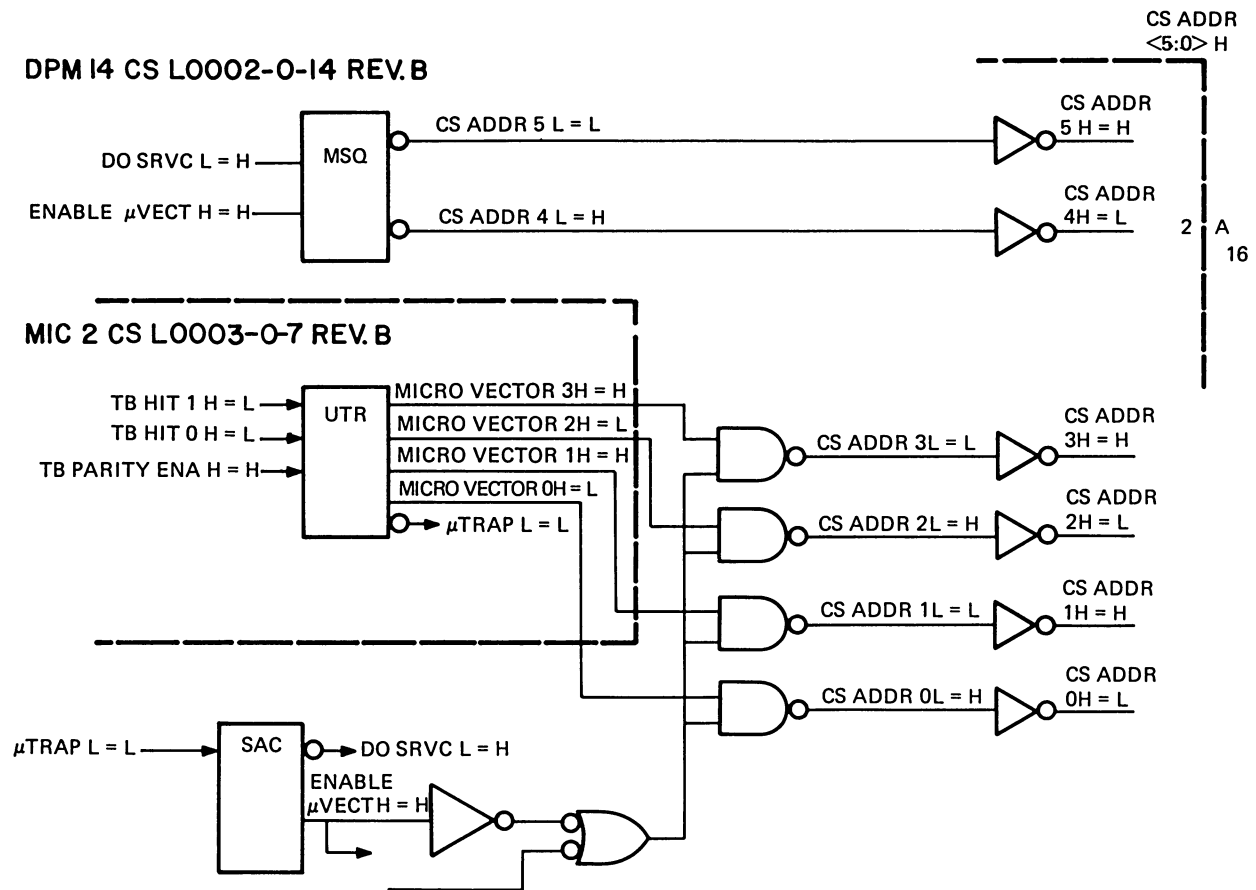 CS ADDR
<5:0> H
DPM 14 CS L0002-0-14 REV. B
MSQ
DO SRVC L = H
ENABLE μVECT H = H
CS ADDR 5 L = L
CS ADDR
5 H = H
CS ADDR 4 L = H
CS ADDR
4H = L
2 A
16
MIC 2 CS L0003-0-7 REV. B
UTR
TB HIT 1 H = L
TB HIT 0 H = L
TB PARITY ENA H = H
MICRO VECTOR 3H = H
MICRO VECTOR 2H = L
MICRO VECTOR 1H = H
MICRO VECTOR 0H = L
μTRAP L = L
CS ADDR 3L = L
CS ADDR
3H = H
CS ADDR 2L = H
CS ADDR
2H = L
CS ADDR 1L = L
CS ADDR
1H = H
CS ADDR 0L = H
CS ADDR
0H = L
μTRAP L = L
SAC
DO SRVC L = H
ENABLE
μVECTH = H